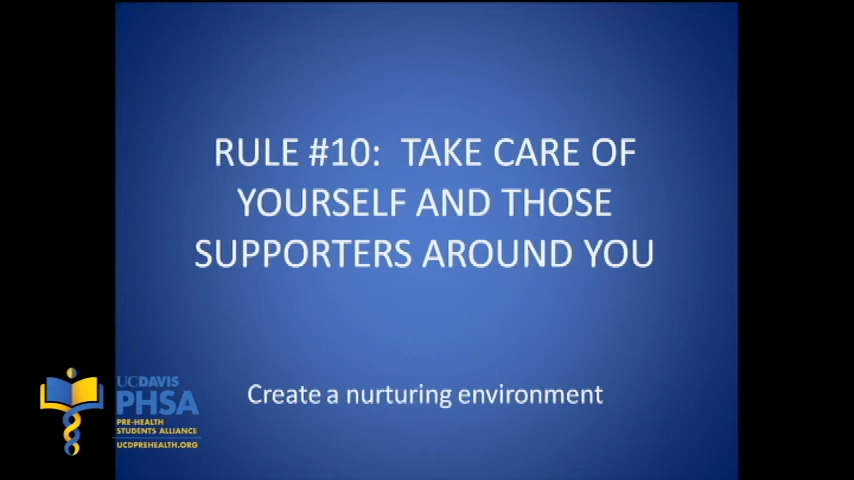 RULE #10: TAKE CARE OF
YOURSELF AND THOSE
SUPPORTERS AROUND YOU
Create a nurturing environment
UCDAVIS
PHSA
PRE-HEALTH
STUDENTS ALLIANCE
UCDPREHEALTH.ORG